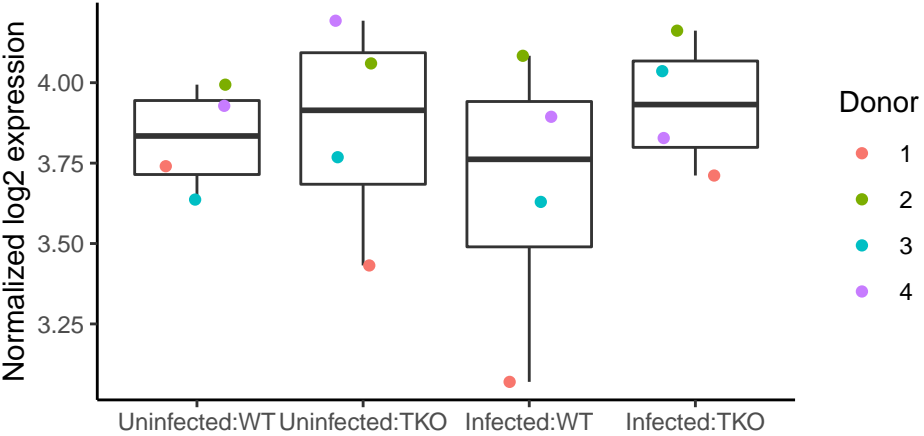 Normalized log2 expression
4.00
3.75
3.50
3.25
Uninfected:WT Uninfected:TKO Infected:WT Infected:TKO
Donor
1
2
3
4